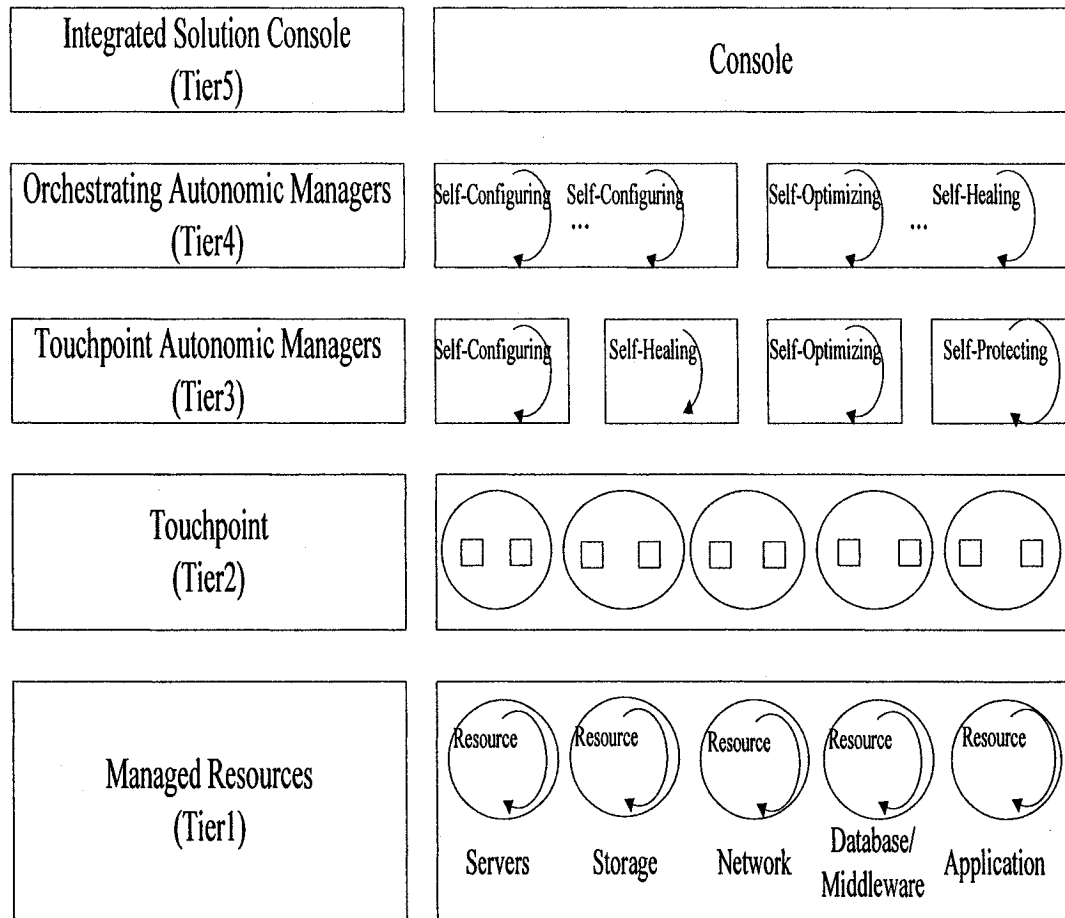 Integrated Solution Console
(Tier5)
Console
Orchestrating Autonomic Managers
(Tier4)
Self-Configuring Self-Configuring
...
Self-Optimizing Self-Healing
...
Touchpoint Autonomic Managers
(Tier3)
Self-Configuring
Self-Healing
Self-Optimizing
Self-Protecting
Touchpoint
(Tier2)
Managed Resources
(Tier1)
Resource
Resource
Resource
Resource
Resource
Servers
Storage
Network
Database/
Middleware
Application